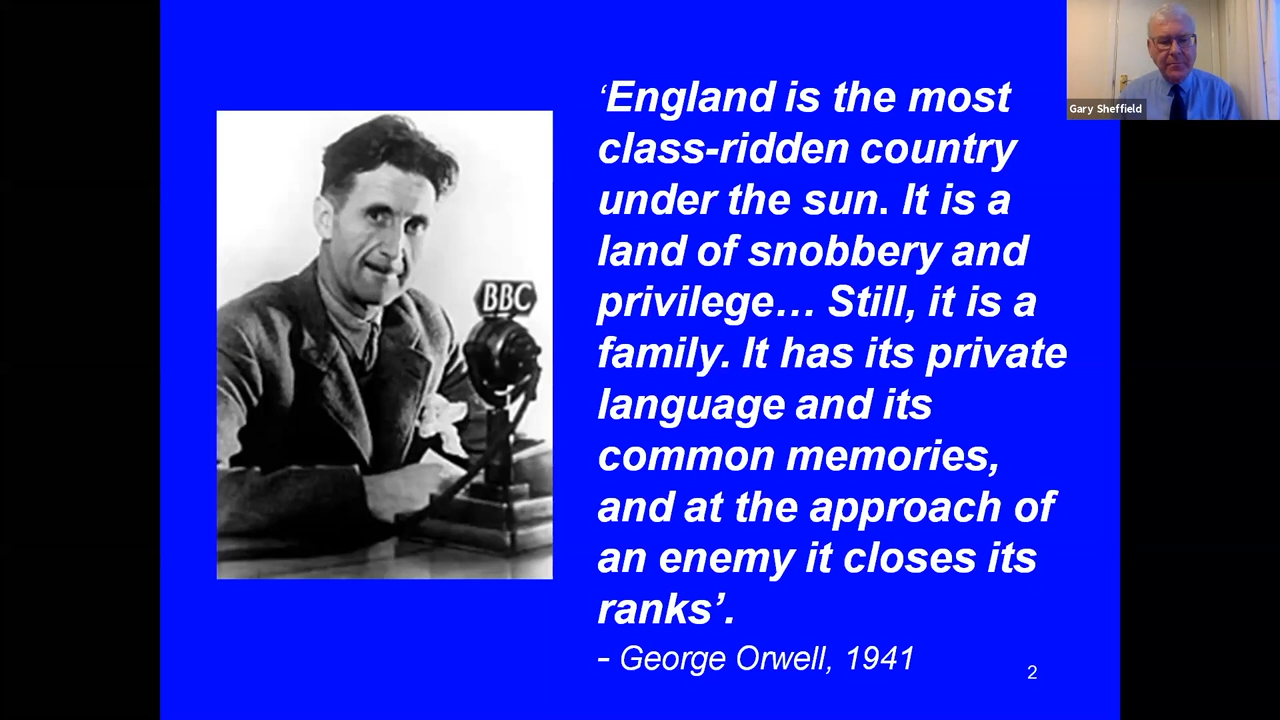 ‘England is the most
class-ridden country
under the sun. It is a
land of snobbery and
privilege… Still, it is a
family. It has its private
language and its
common memories,
and at the approach of
an enemy it closes its
ranks’.
- George Orwell, 1941
2
BBC
Gary Sheffield